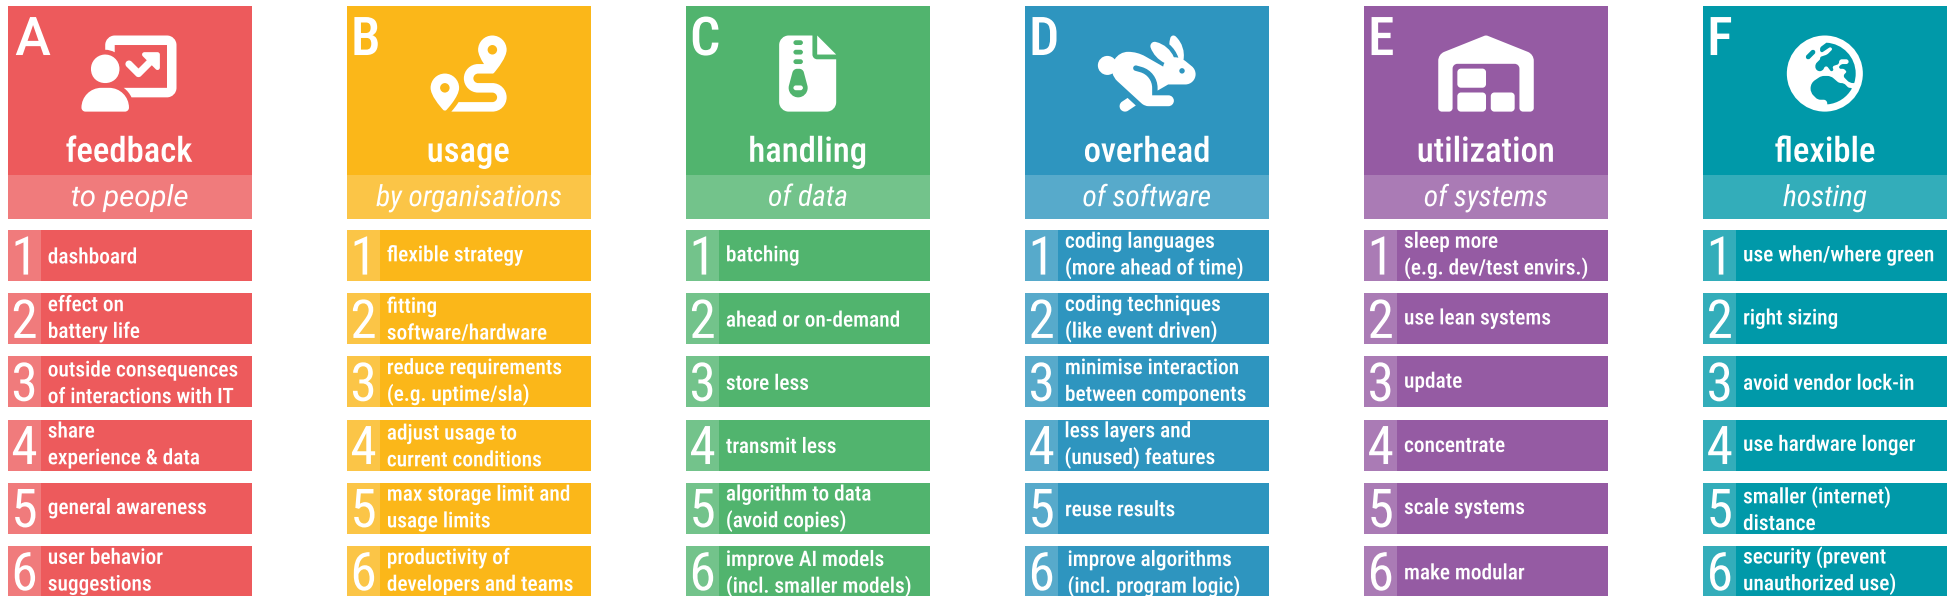 A
feedback
to people
1 dashboard
2 effect on
battery life
3 outside consequences
of interactions with IT
4 share
experience & data
5 general awareness
6 user behavior
suggestions
B
usage
by organisations
1 flexible strategy
2 fitting
software/hardware
3 reduce requirements
(e.g. uptime/sla)
4 adjust usage to
current conditions
5 max storage limit and
usage limits
6 productivity of
developers and teams
C
handling
of data
1 batching
2 ahead or on-demand
3 store less
4 transmit less
5 algorithm to data
(avoid copies)
6 improve AI models
(incl. smaller models)
D
overhead
of software
1 coding languages
(more ahead of time)
2 coding techniques
(like event driven)
3 minimise interaction
between components
4 less layers and
(unused) features
5 reuse results
6 improve algorithms
(incl. program logic)
E
utilization
of systems
1 sleep more
(e.g. dev/test envirs.)
2 use lean systems
3 update
4 concentrate
5 scale systems
6 make modular
F
flexible
hosting
1 use when/where green
2 right sizing
3 avoid vendor lock-in
4 use hardware longer
5 smaller (internet)
distance
6 security (prevent
unauthorized use)